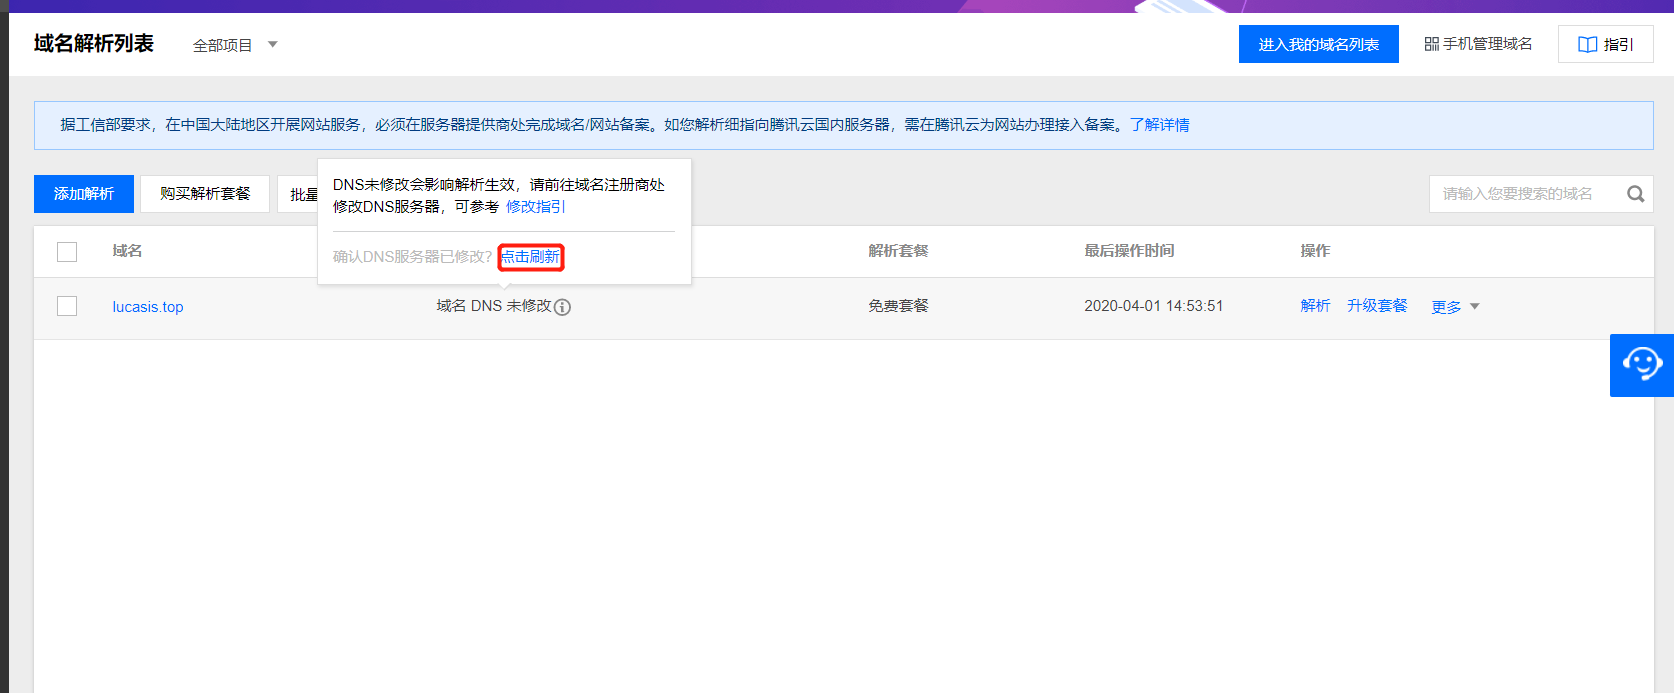 域名解析列表
全部项目
进入我的域名列表
手机管理域名
指引
据工信部要求，在中国大陆地区开展网站服务，必须在服务器提供商处完成域名/网站备案。如您解析细指向腾讯云国内服务器，需在腾讯云为网站办理接入备案。了解详情
添加解析
购买解析套餐
批量
DNS未修改会影响解析生效，请前往域名注册商处
修改DNS服务器，可参考 修改指引
确认DNS服务器已修改? 点击刷新
请输入您要搜索的域名
域名
解析套餐
最后操作时间
操作
lucasis.top
域名 DNS 未修改
免费套餐
2020-04-01 14:53:51
解析
升级套餐
更多